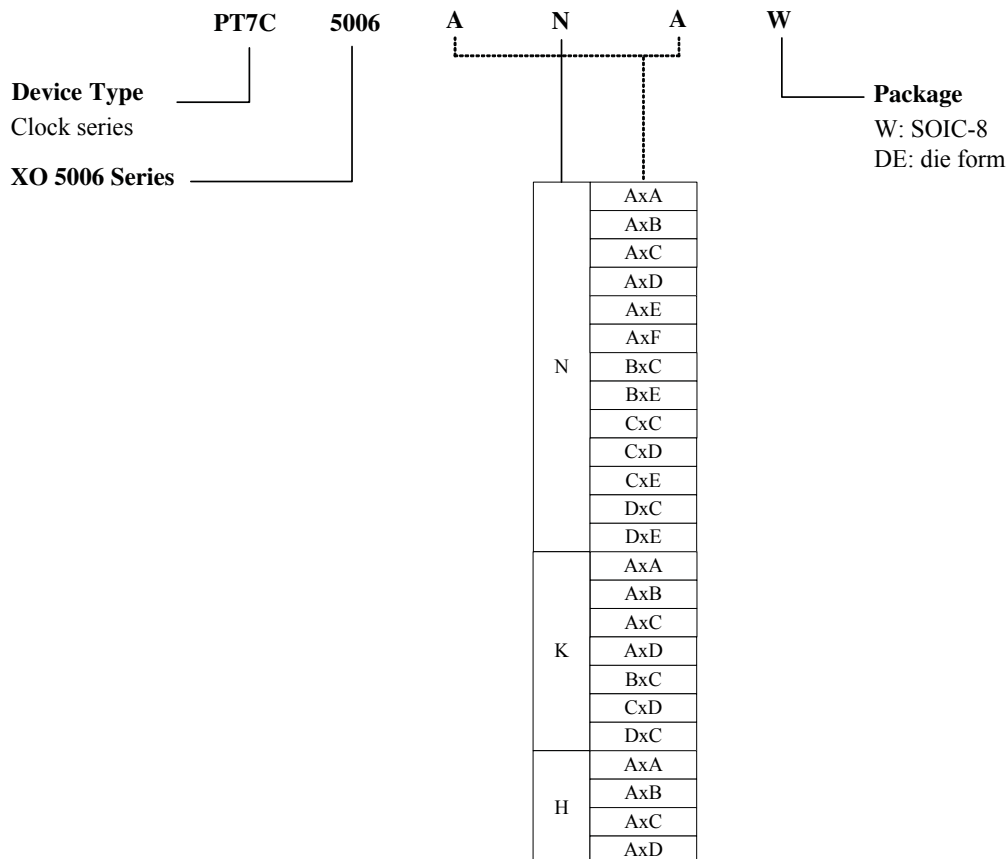 PT7C 5006 A N A W
Device Type
Clock series
XO 5006 Series
Package
W: SOIC-8
DE: die form
N
AxA
AxB
AxC
AxD
AxE
AxF
BxC
BxE
CxC
CxD
CxE
DxC
DxE
K
AxA
AxB
AxC
AxD
BxC
CxD
DxC
H
AxA
AxB
AxC
AxD